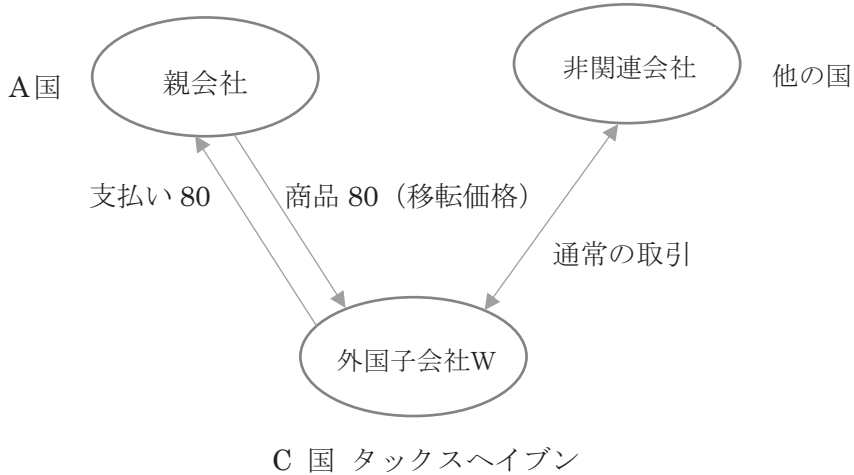 A国
親会社
非関連会社
他の国
支払い 80
商品 80（移転価格）
通常の取引
外国子会社W
C 国 タックスヘイブン